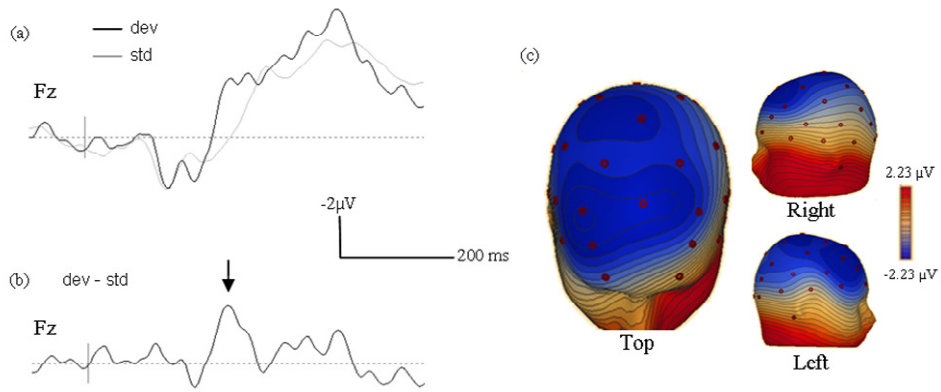 (a)
dev
std
Fz
-2μV
200 ms
(b)
dev - std
Fz
(c)
Top
Right
Left
2.23 μV
-2.23 μV